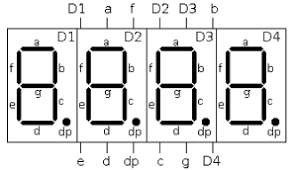 D1 a f D2 D3 b
D1 D2 D3 D4
a a a a
f b f b f b f b
g g g g
e c e c e c e c
d dp d dp d dp d dp
e d dp c g D4